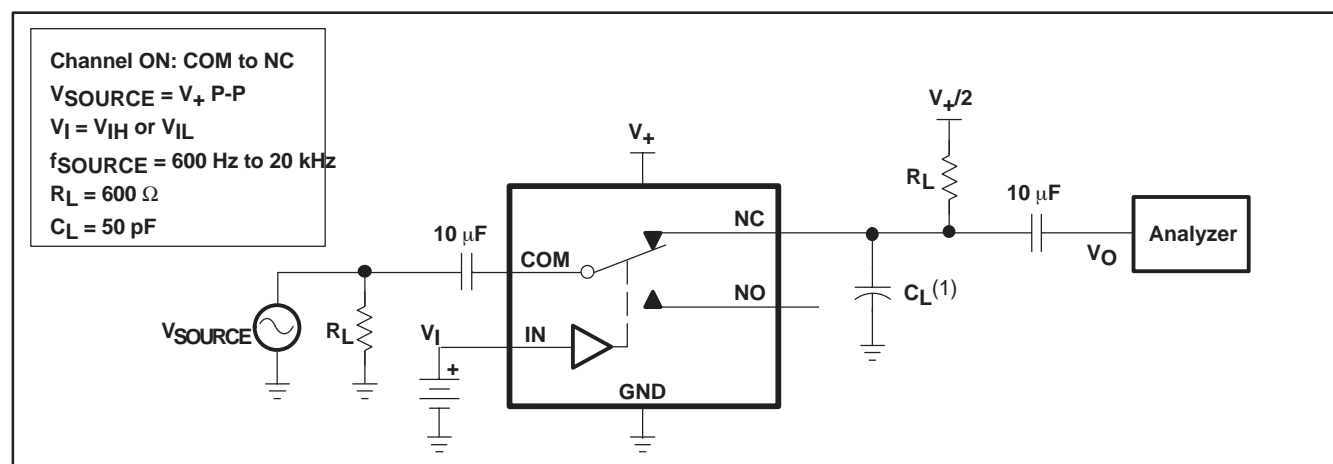 Channel ON: COM to NC
VSOURCE = V+ P-P
VI = VIH or VIL
fSOURCE = 600 Hz to 20 kHz
RL = 600 Ω
CL = 50 pF
V+/2
V+
RL
10 μF
NC
Analyzer
10 μF
VO
COM
CL(1)
NO
VSOURCE
RL
VI
IN
+
GND